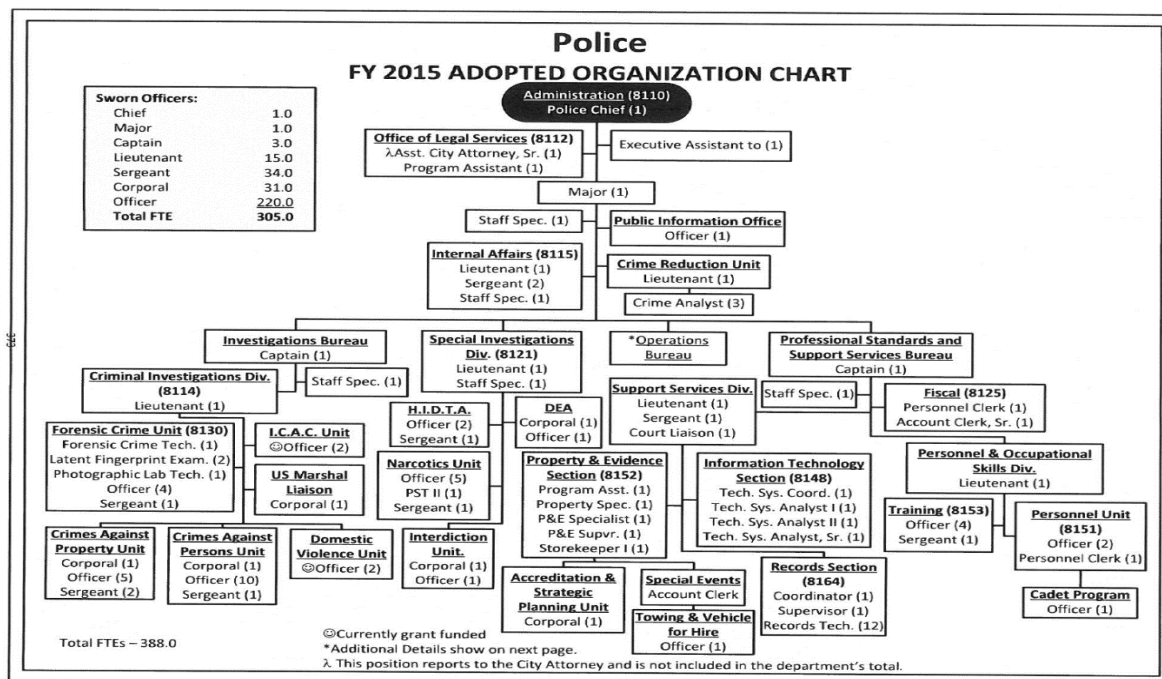 Police
FY 2015 ADOPTED ORGANIZATION CHART
Sworn Officers:
Chief 1.0
Major 1.0
Captain 3.0
Lieutenant 15.0
Sergeant 34.0
Corporal 31.0
Officer 220.0
Total FTE 305.0
Administration (8110)
Police Chief (1)
Office of Legal Services (8112)
λAsst. City Attorney, Sr. (1)
Program Assistant (1)
Executive Assistant to (1)
Major (1)
Staff Spec. (1)
Public Information Office
Officer (1)
Internal Affairs (8115)
Lieutenant (1)
Sergeant (2)
Staff Spec. (1)
Crime Reduction Unit
Lieutenant (1)
Crime Analyst (3)
Investigations Bureau
Captain (1)
Staff Spec. (1)
Criminal Investigations Div.
(8114)
Lieutenant (1)
Forensic Crime Unit (8130)
Forensic Crime Tech. (1)
Latent Fingerprint Exam. (2)
Photographic Lab Tech. (1)
Officer (4)
Sergeant (1)
I.C.A.C. Unit
☺Officer (2)
US Marshal
Liaison
Corporal (1)
Crimes Against
Property Unit
Corporal (1)
Officer (5)
Sergeant (2)
Crimes Against
Persons Unit
Corporal (1)
Officer (10)
Sergeant (1)
Domestic
Violence Unit
☺Officer (2)
Special Investigations
Div. (8121)
Lieutenant (1)
Staff Spec. (1)
H.I.D.T.A.
Officer (2)
Sergeant (1)
DEA
Corporal (1)
Officer (1)
Narcotics Unit
Officer (5)
PST II (1)
Sergeant (1)
Interdiction Unit.
Corporal (1)
Officer (1)
*Operations
Bureau
Professional Standards and
Support Services Bureau
Captain (1)
Staff Spec. (1)
Fiscal (8125)
Personnel Clerk (1)
Account Clerk, Sr. (1)
Support Services Div.
Lieutenant (1)
Sergeant (1)
Court Liaison (1)
Property & Evidence
Section (8152)
Program Asst. (1)
Property Spec. (1)
P&E Specialist (1)
P&E Supvr. (1)
Storekeeper I (1)
Information Technology
Section (8148)
Tech. Sys. Coord. (1)
Tech. Sys. Analyst I (1)
Tech. Sys. Analyst II (1)
Tech. Sys. Analyst, Sr. (1)
Accreditation &
Strategic
Planning Unit
Corporal (1)
Special Events
Account Clerk
Towing & Vehicle
for Hire
Officer (1)
Records Section
(8164)
Coordinator (1)
Supervisor (1)
Records Tech. (12)
Personnel & Occupational
Skills Div.
Lieutenant (1)
Training (8153)
Officer (4)
Sergeant (1)
Personnel Unit
(8151)
Officer (2)
Personnel Clerk (1)
Cadet Program
Officer (1)
Total FTEs – 388.0
☺Currently grant funded
*Additional Details show on next page.
λ This position reports to the City Attorney and is not included in the department's total.